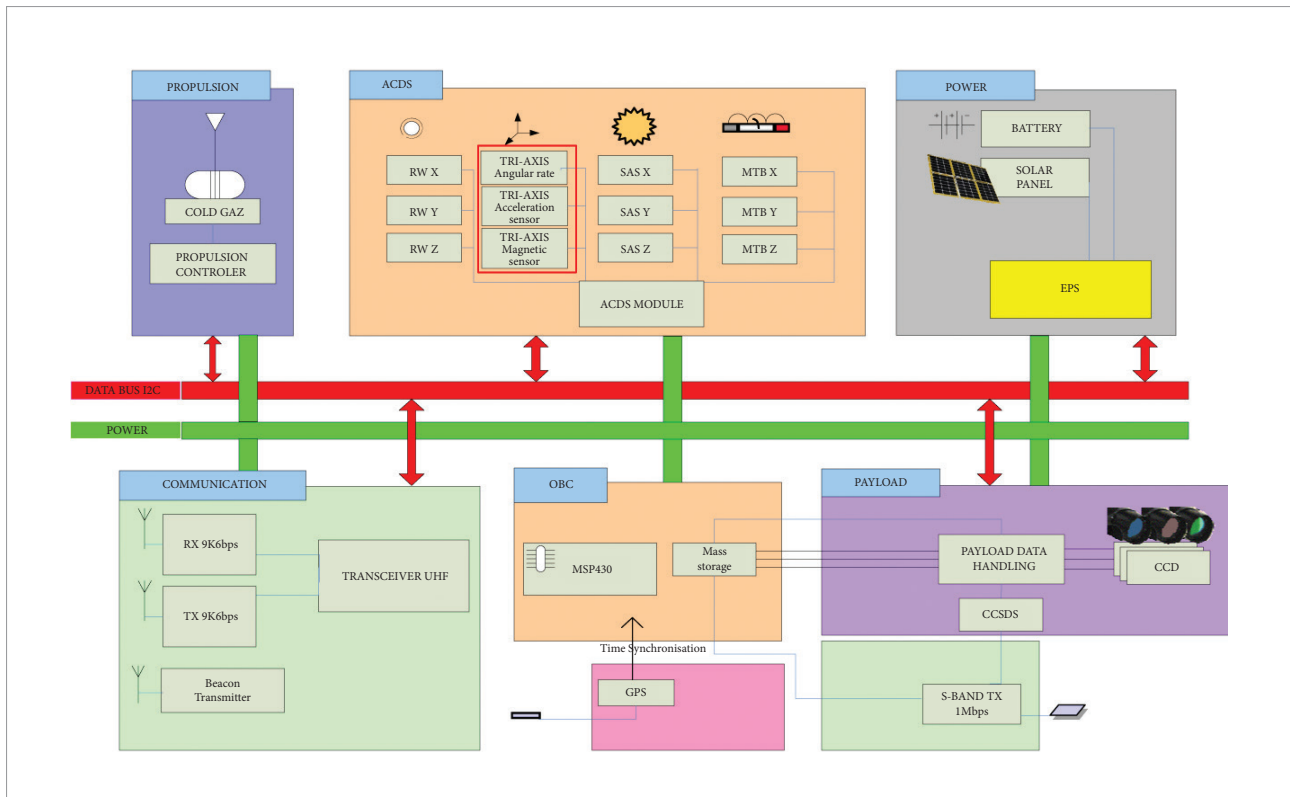 PROPULSION
COLD GAZ
PROPULSION
CONTROLER
ACDS
RW X
RW Y
RW Z
TRI-AXIS
Angular rate
TRI-AXIS
Acceleration
sensor
TRI-AXIS
Magnetic
sensor
SAS X
SAS Y
SAS Z
MTB X
MTB Y
MTB Z
ACDS MODULE
POWER
BATTERY
SOLAR
PANEL
EPS
DATA BUS I2C
POWER
COMMUNICATION
RX 9K6bps
TX 9K6bps
TRANSCEIVER UHF
Beacon
Transmitter
OBC
MSP430
Mass
storage
Time Synchronisation
GPS
PAYLOAD
PAYLOAD DATA
HANDLING
CCD
CCSDS
S-BAND TX
1Mbps